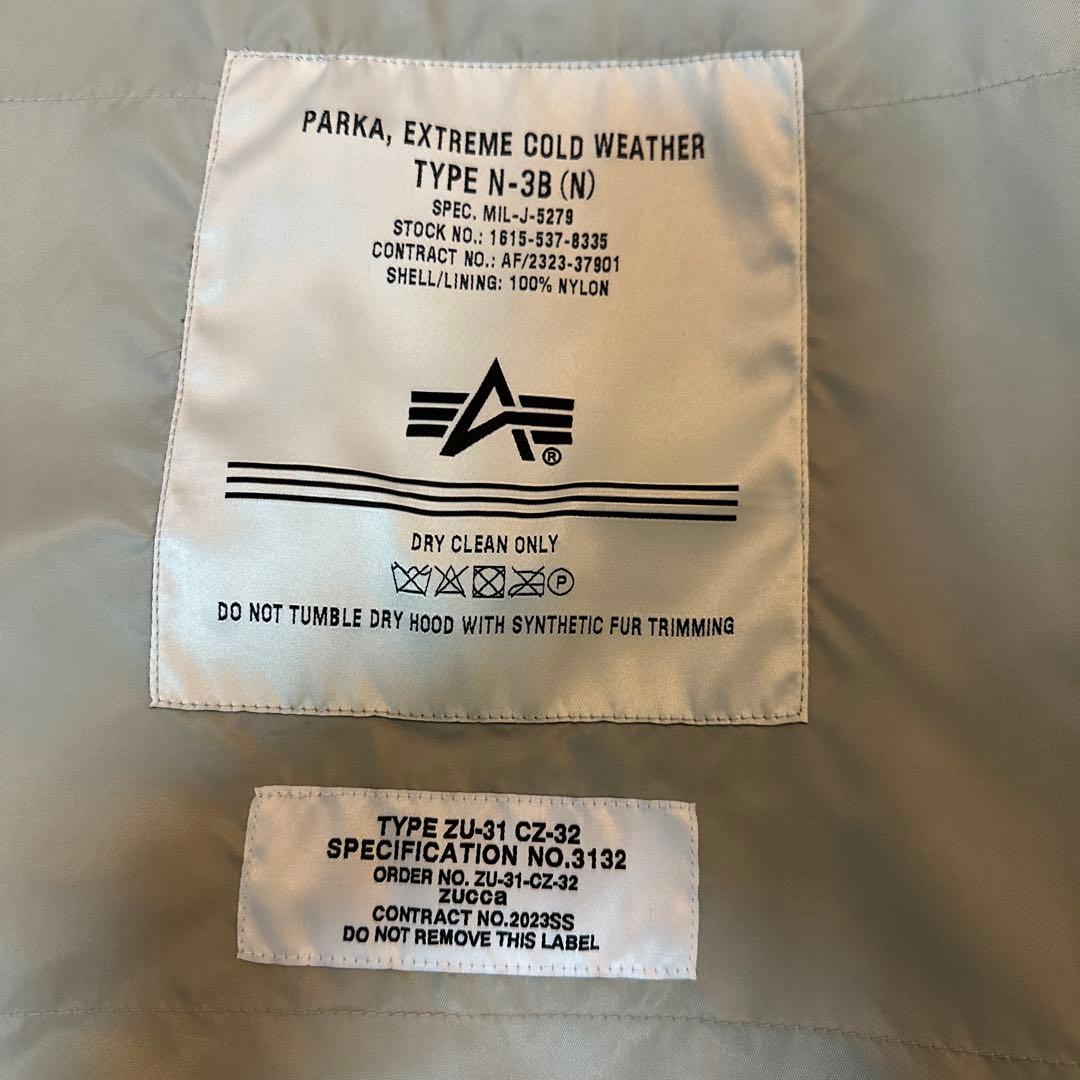 PARKA, EXTREME COLD WEATHER
TYPE N-3B (N)
SPEC. MIL-J-5279
STOCK NO.: 1615-537-8335
CONTRACT NO.: AF/2323-37901
SHELL/LINING: 100% NYLON
®
DRY CLEAN ONLY
P
DO NOT TUMBLE DRY HOOD WITH SYNTHETIC FUR TRIMMING
TYPE ZU-31 CZ-32
SPECIFICATION NO.3132
ORDER NO. ZU-31-CZ-32
zucca
CONTRACT NO.2023SS
DO NOT REMOVE THIS LABEL